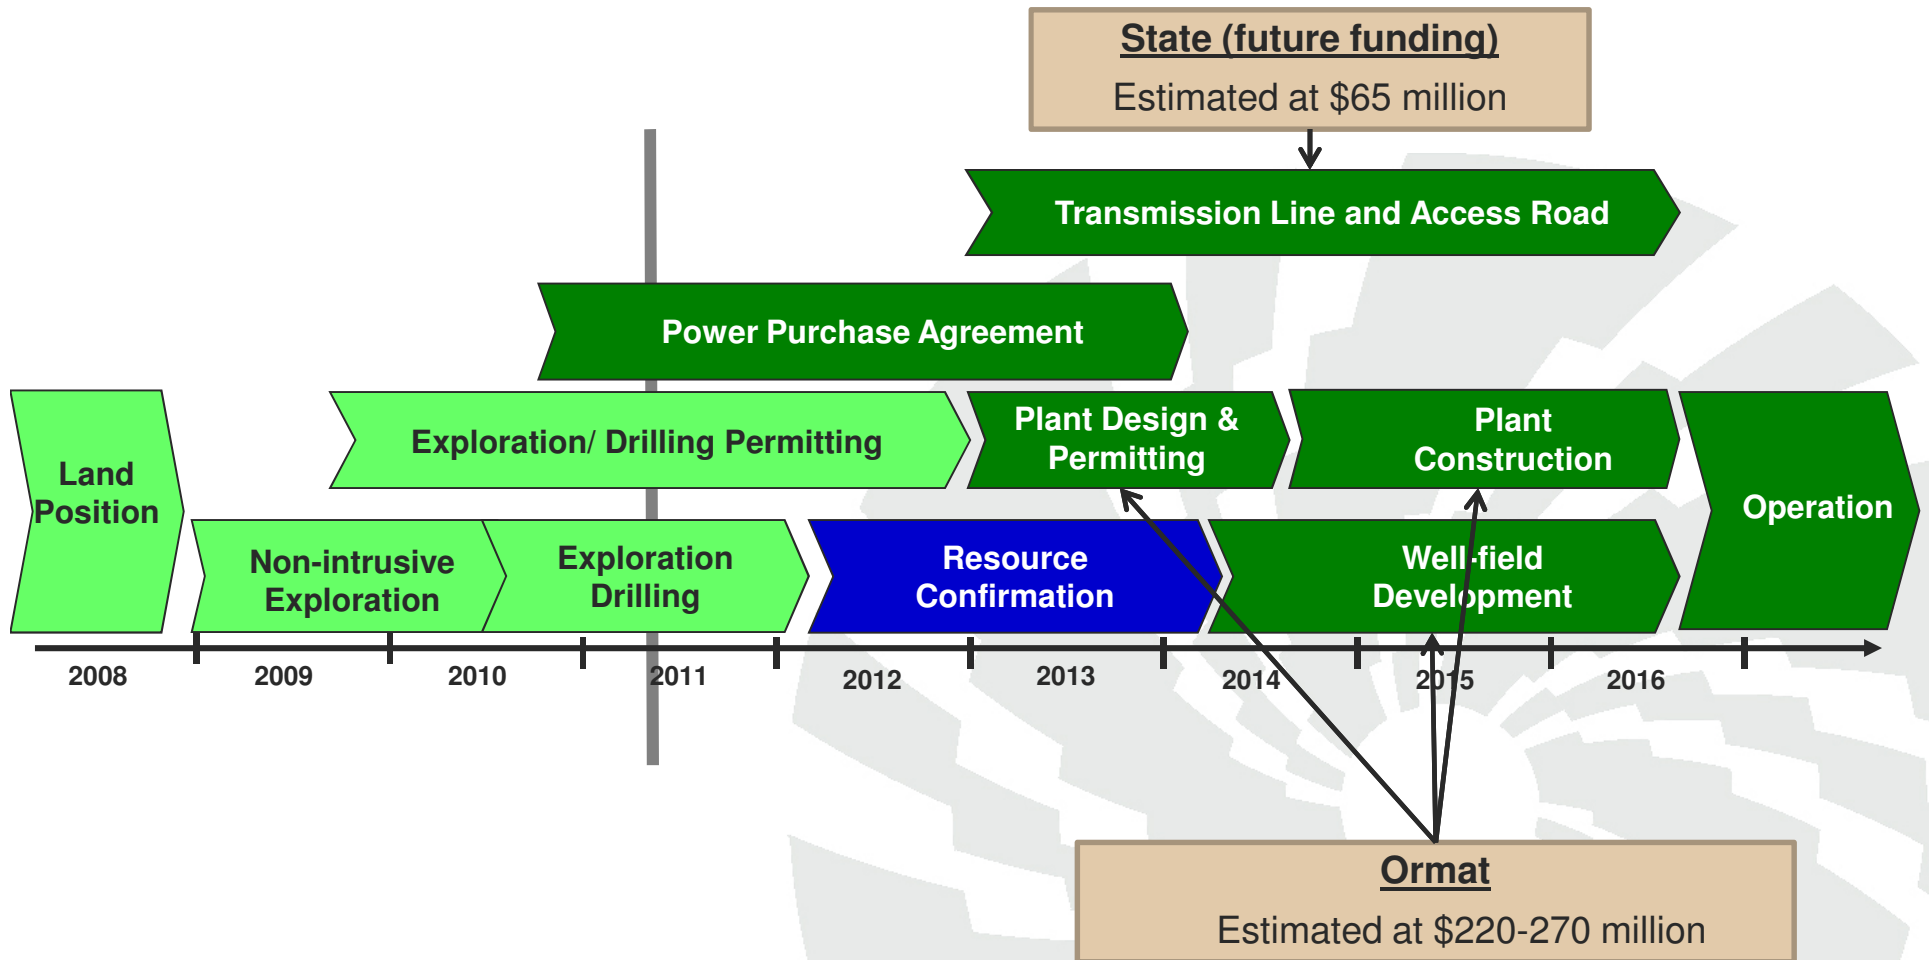 State (future funding)
Estimated at $65 million
Transmission Line and Access Road
Power Purchase Agreement
Exploration/ Drilling Permitting
Plant Design &
Permitting
Plant
Construction
Land
Position
Operation
Non-intrusive
Exploration
Exploration
Drilling
Resource
Confirmation
Well-field
Development
2008
2009
2010
2011
2012
2013
2014
2015
2016
Ormat
Estimated at $220-270 million